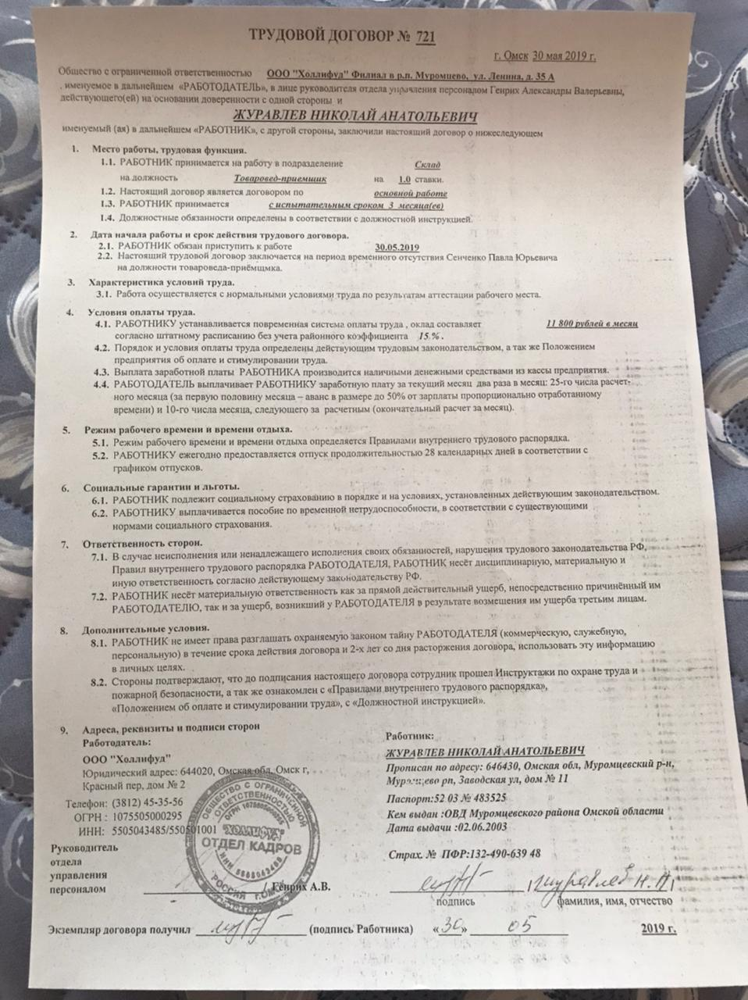 ТРУДОВОЙ ДОГОВОР № 721
г. Омск 30 мая 2019 г.
Общество с ограниченной ответственностью ООО "Холлифуд" Филиал в р.п. Муромцево, ул. Ленина, д. 35 А
, именуемое в дальнейшем «РАБОТОДАТЕЛЬ», в лице руководителя отдела управления персоналом Генрих Александры Валерьевны,
действующего(ей) на основании доверенности с одной стороны и
ЖУРАВЛЕВ НИКОЛАЙ АНАТОЛЬЕВИЧ
именуемый (ая) в дальнейшем «РАБОТНИК», с другой стороны, заключили настоящий договор о нижеследующем
1. Место работы, трудовая функция.
1.1. РАБОТНИК принимается на работу в подразделение Склад
на должность Товаровед-приемщик на 1.0 ставки.
1.2. Настоящий договор является договором по основной работе
1.3. РАБОТНИК принимается с испытательным сроком 3 месяца(ев)
1.4. Должностные обязанности определены в соответствии с должностной инструкцией.
2. Дата начала работы и срок действия трудового договора.
2.1. РАБОТНИК обязан приступить к работе 30.05.2019
2.2. Настоящий трудовой договор заключается на период временного отсутствия Сенченко Павла Юрьевича
на должности товароведа-приёмщмка.
3. Характеристика условий труда.
3.1. Работа осуществляется с нормальными условиями труда по результатам аттестации рабочего места.
4. Условия оплаты труда.
4.1. РАБОТНИКУ устанавливается повременная система оплаты труда , оклад составляет 11 800 рублей в месяц
согласно штатному расписанию без учета районного коэффициента 15 % .
4.2. Порядок и условия оплаты труда определены действующим трудовым законодательством, а так же Положением
предприятия об оплате и стимулировании труда.
4.3. Выплата заработной платы РАБОТНИКА производится наличными денежными средствами из кассы предприятия.
4.4. РАБОТОДАТЕЛЬ выплачивает РАБОТНИКУ заработную плату за текущий месяц два раза в месяц: 25-го числа расчет-
ного месяца (за первую половину месяца – аванс в размере до 50% от зарплаты пропорционально отработанному
времени) и 10-го числа месяца, следующего за расчетным (окончательный расчет за месяц).
5. Режим рабочего времени и времени отдыха.
5.1. Режим рабочего времени и времени отдыха определяется Правилами внутреннего трудового распорядка.
5.2. РАБОТНИКУ ежегодно предоставляется отпуск продолжительностью 28 календарных дней в соответствии с
графиком отпусков.
6. Социальные гарантии и льготы.
6.1. РАБОТНИК подлежит социальному страхованию в порядке и на условиях, установленных действующим законодательством.
6.2. РАБОТНИКУ выплачивается пособие по временной нетрудоспособности, в соответствии с существующими
нормами социального страхования.
7. Ответственность сторон.
7.1. В случае неисполнения или ненадлежащего исполнения своих обязанностей, нарушения трудового законодательства РФ,
Правил внутреннего трудового распорядка РАБОТОДАТЕЛЯ, РАБОТНИК несёт дисциплинарную, материальную и
иную ответственность согласно действующему законодательству РФ.
7.2. РАБОТНИК несёт материальную ответственность как за прямой действительный ущерб, непосредственно причинённый им
РАБОТОДАТЕЛЮ, так и за ущерб, возникший у РАБОТОДАТЕЛЯ в результате возмещения им ущерба третьим лицам.
8. Дополнительные условия.
8.1. РАБОТНИК не имеет права разглашать охраняемую законом тайну РАБОТОДАТЕЛЯ (коммерческую, служебную,
персональную) в течение срока действия договора и 2-х лет со дня расторжения договора, использовать эту информацию
в личных целях.
8.2. Стороны подтверждают, что до подписания настоящего договора сотрудник прошел Инструктажи по охране труда и
пожарной безопасности, а так же ознакомлен с «Правилами внутреннего трудового распорядка»,
«Положением об оплате и стимулировании труда», с «Должностной инструкцией».
9. Адреса, реквизиты и подписи сторон
Работодатель:
ООО "Холлифуд"
Юридический адрес: 644020, Омская обл, Омск г,
Красный пер, дом № 2
Телефон: (3812) 45-35-56
ОГРН : 1075505000295
ИНН: 5505043485/550501001
Руководитель
отдела
управления
персоналом / Генрих А.В.
ОБЩЕСТВО С ОГРАНИЧЕННОЙ ОТВЕТСТВЕННОСТЬЮ
ОГРН 1075505000295
ОТДЕЛ КАДРОВ
РОССИЯ г.ОМСК
Работник:
ЖУРАВЛЕВ НИКОЛАЙ АНАТОЛЬЕВИЧ
Прописан по адресу: 646430, Омская обл, Муромцевский р-н,
Муромцево рп, Заводская ул, дом № 11
Паспорт:52 03 № 483525
Кем выдан :ОВД Муромцевского района Омской области
Дата выдачи :02.06.2003
Страх. № ПФР:132-490-639 48
Журавлев Н. А
подпись фамилия, имя, отчество
Экземпляр договора получил (подпись Работника) «30» 05 2019 г.